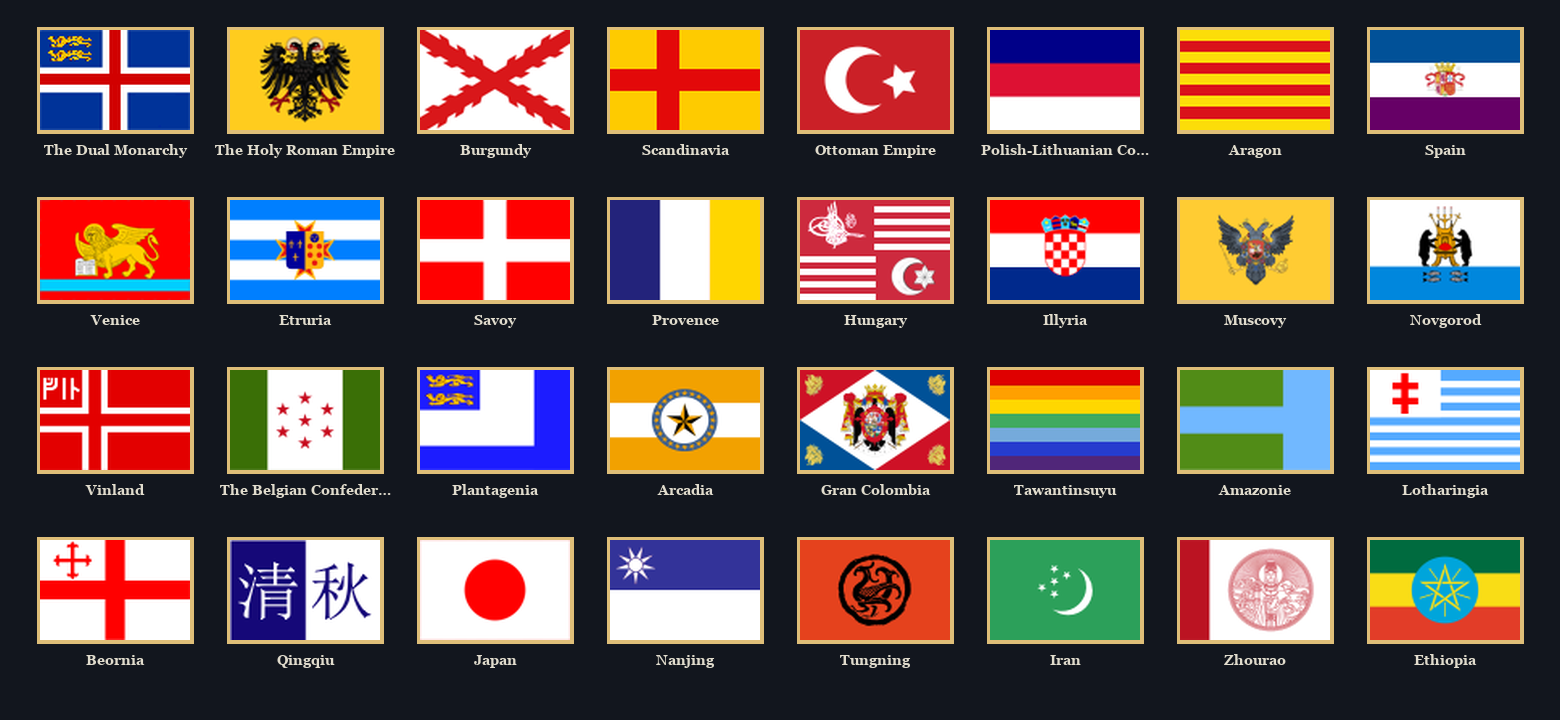 The Dual Monarchy
The Holy Roman Empire
Burgundy
Scandinavia
Ottoman Empire
Polish-Lithuanian Co...
Aragon
Spain
Venice
Etruria
Savoy
Provence
Hungary
Illyria
Muscovy
Novgorod
Vinland
The Belgian Confeder...
Plantagenia
Arcadia
Gran Colombia
Tawantinsuyu
Amazonie
Lotharingia
清秋
Beornia
Qingqiu
Japan
Nanjing
Tungning
Iran
Zhourao
Ethiopia